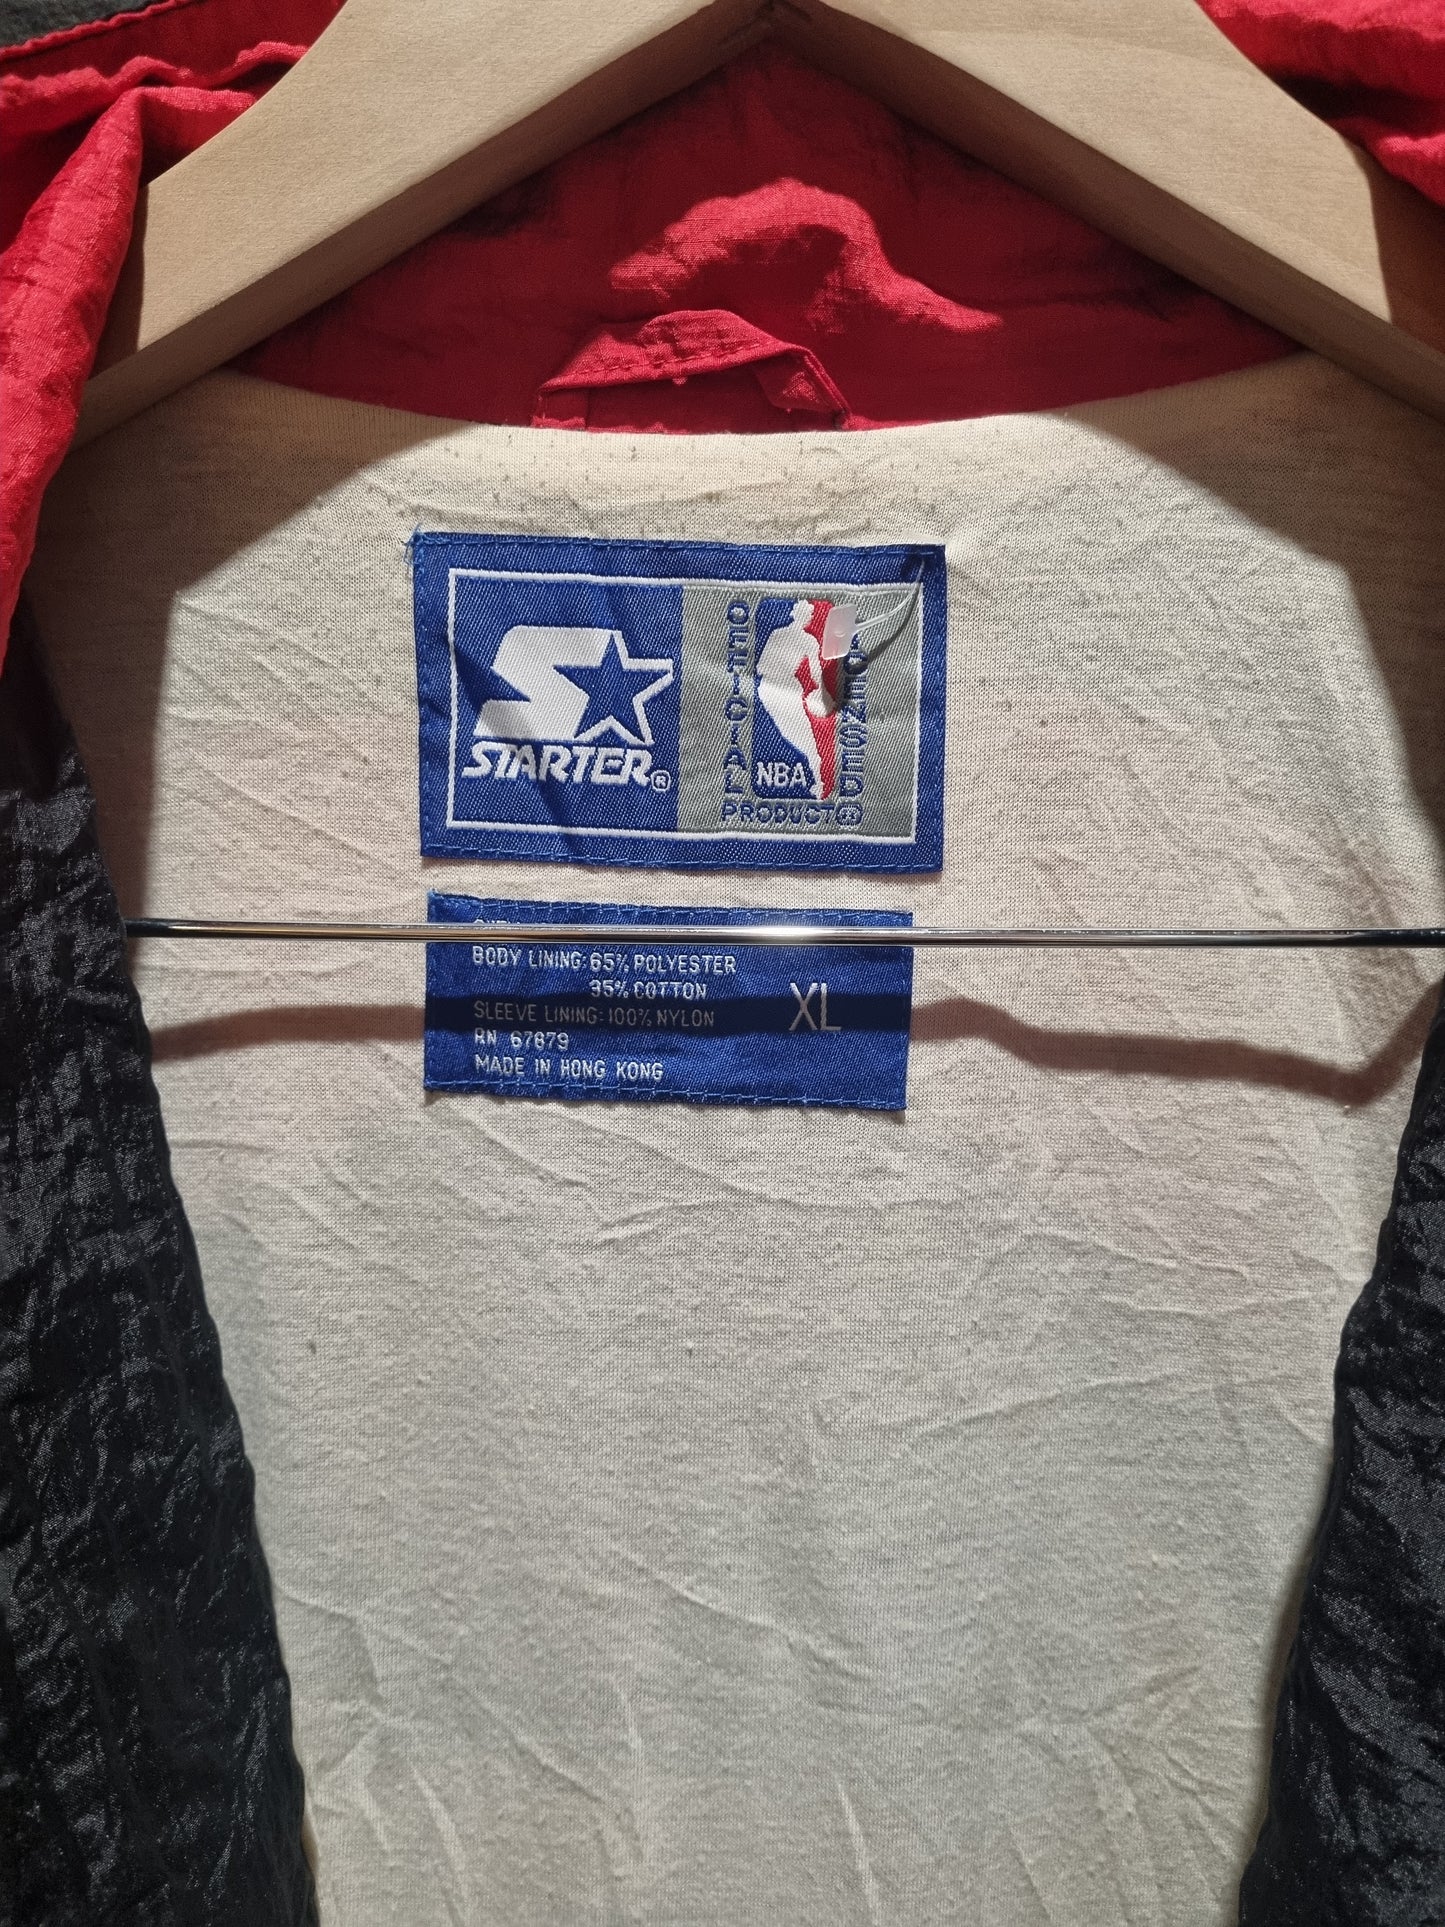 STARTER®
OFFICIAL
NBA
PRODUCT
BODY LINING: 65% POLYESTER
35% COTTON
XL
SLEEVE LINING: 100% NYLON
RN 67879
MADE IN HONG KONG